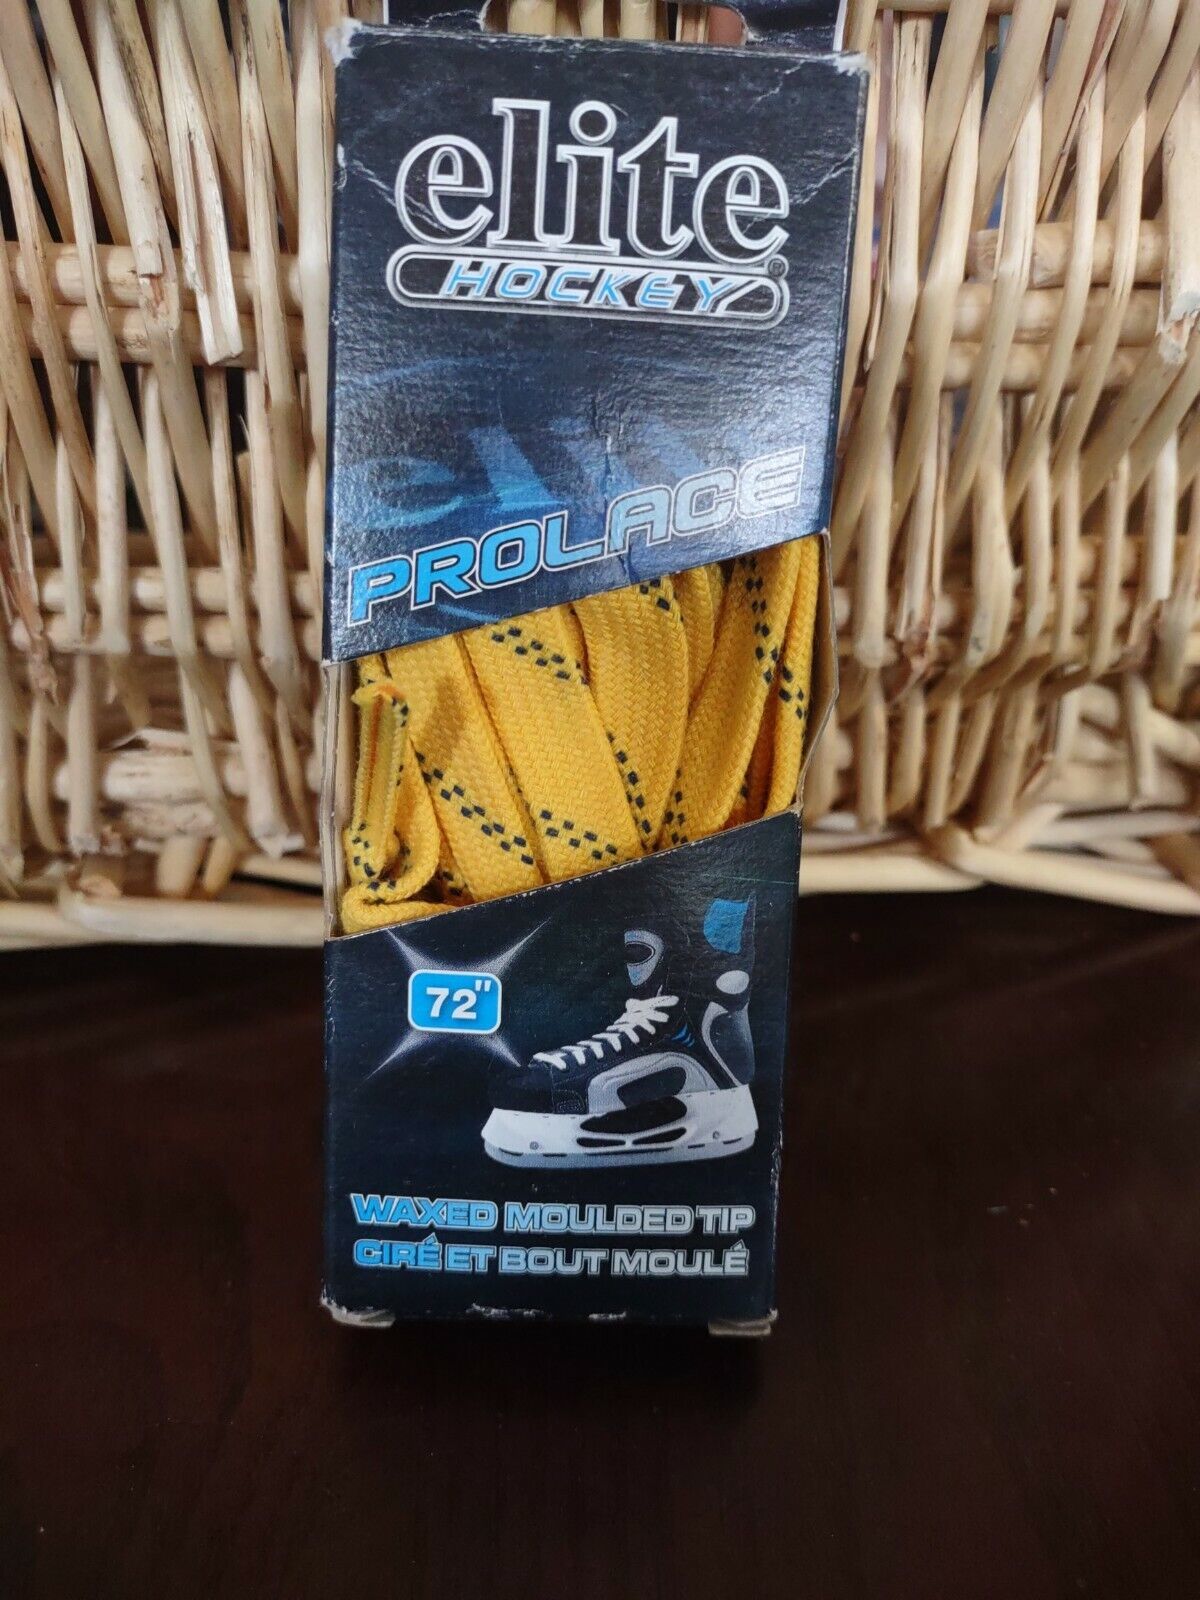 elite
HOCKEY®
PROLACE
72"
WAXED MOULDED TIP
CIRÉ ET BOUT MOULÉ